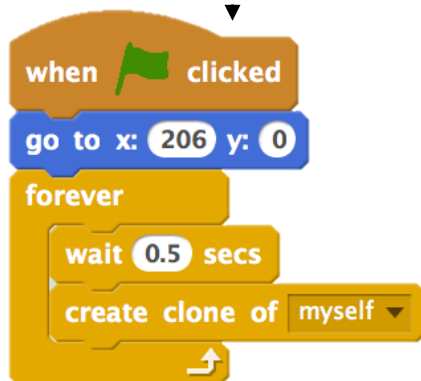 when clicked
go to x: 206 y: 0
forever
wait 0.5 secs
create clone of myself